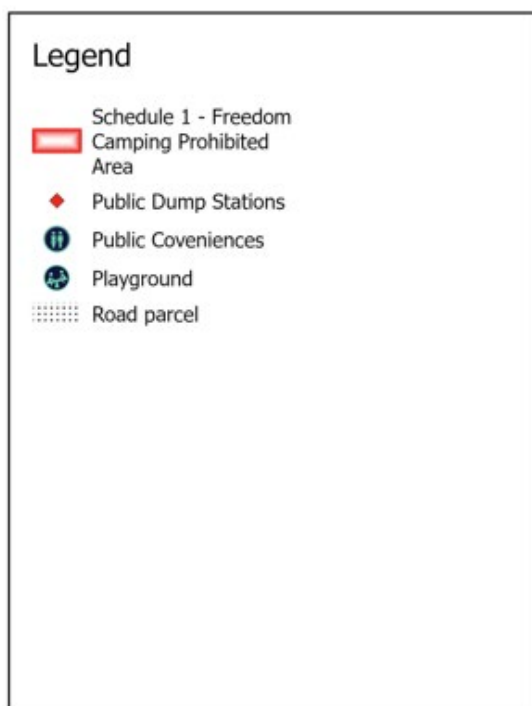 Legend
Schedule 1 - Freedom
Camping Prohibited
Area
Public Dump Stations
Public Coveniences
Playground
Road parcel